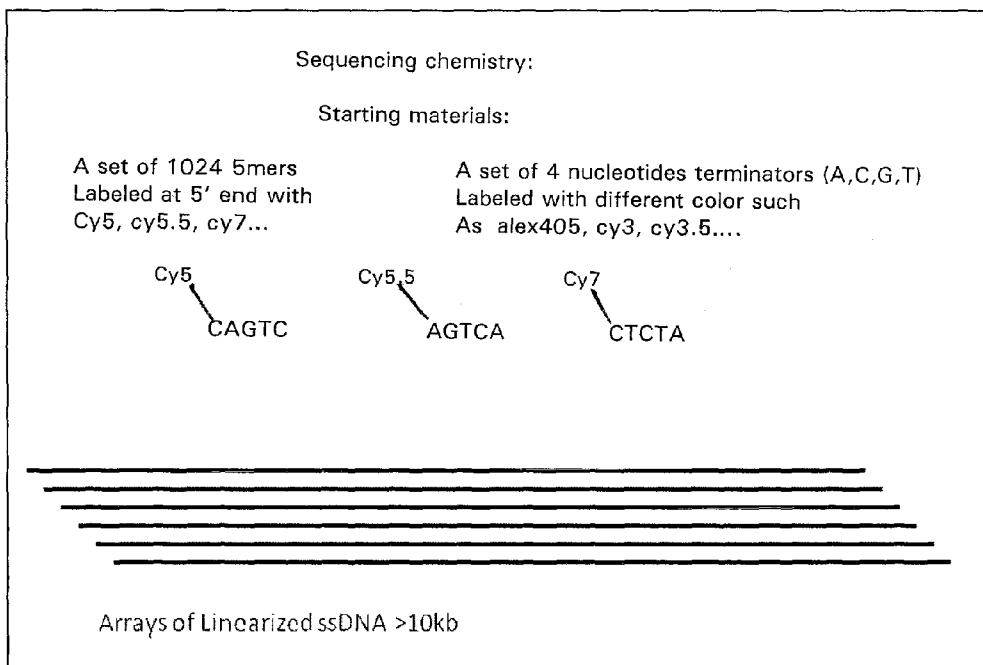 Sequencing chemistry:
Starting materials:
A set of 1024 5mers
Labeled at 5' end with
Cy5, cy5.5, cy7...
A set of 4 nucleotides terminators (A,C,G,T)
Labeled with different color such
As alex405, cy3, cy3.5....
Cy5
CAGTC
Cy5,5
AGTCA
Cy7
CTCTA
Arrays of Linearized ssDNA >10kb